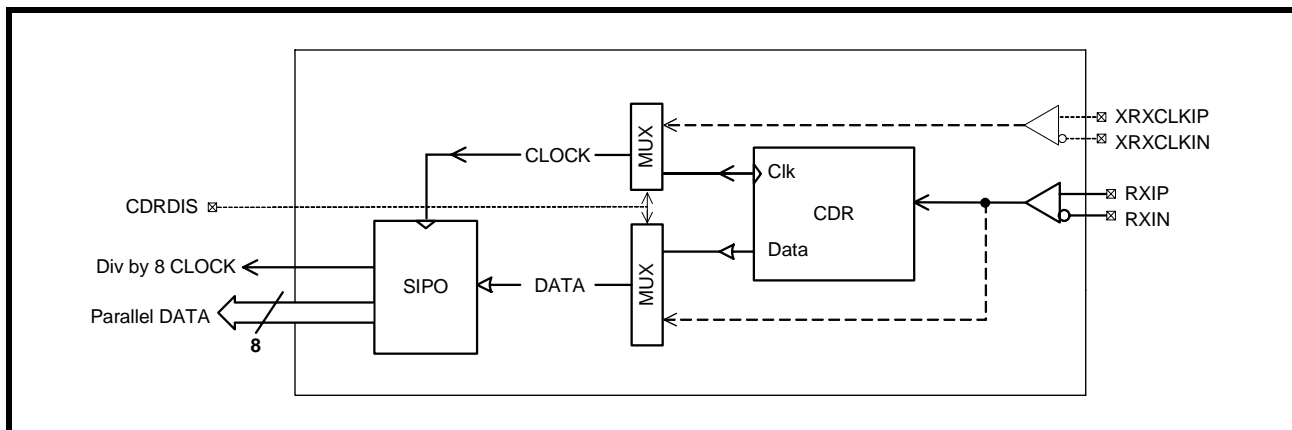 XRXCLKIP
XRXCLKIN
MUX
CLOCK
Clk
CDRDIS
CDR
RXIP
RXIN
Data
Div by 8 CLOCK
SIPO
DATA
MUX
Parallel DATA
8